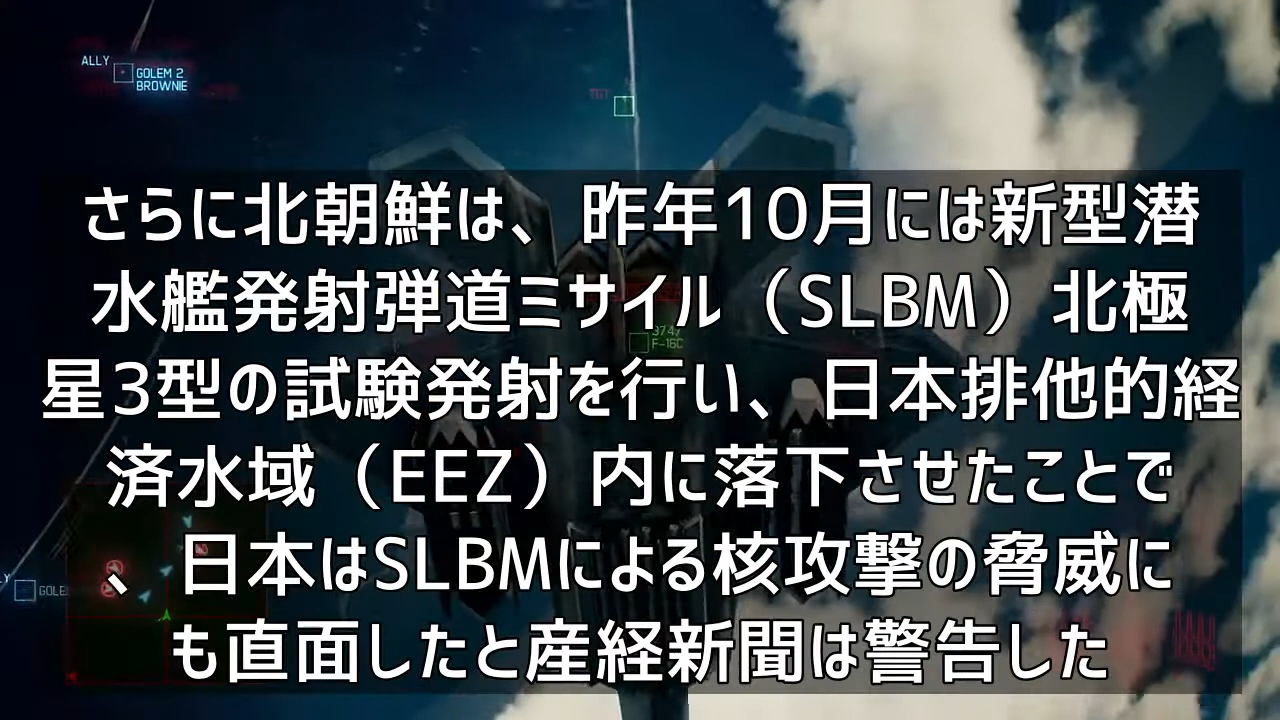 ALLY
GOLEM 2
BROWNIE
TGT
さらに北朝鮮は、昨年10月には新型潜
水艦発射弾道ミサイル（SLBM）北極
3747
F-16C
星3型の試験発射を行い、日本排他的経
済水域（EEZ）内に落下させたことで
、日本はSLBMによる核攻撃の脅威に
も直面したと産経新聞は警告した